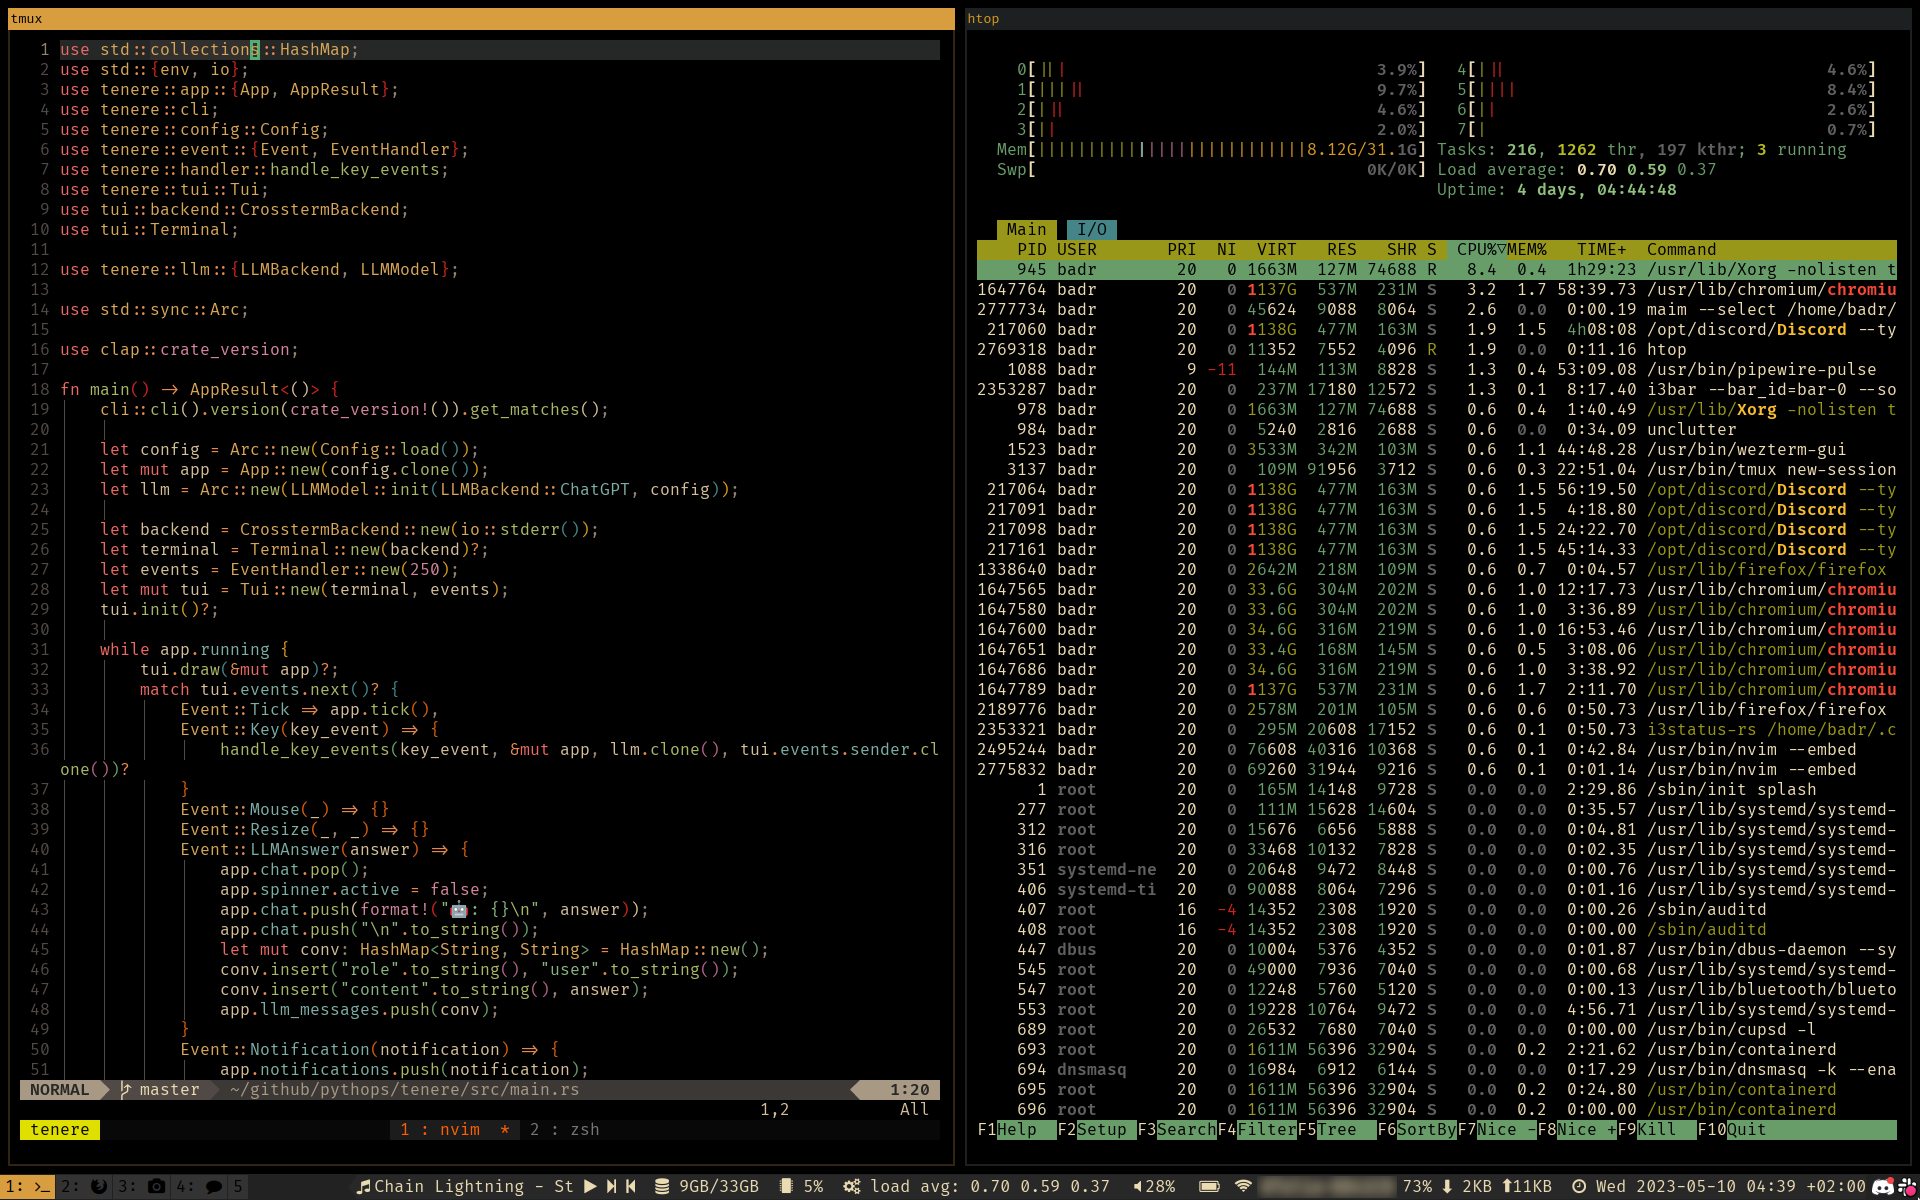 tmux
1 use std::collections::HashMap;
2 use std::{env, io};
3 use tenere::app::{App, AppResult};
4 use tenere::cli;
5 use tenere::config::Config;
6 use tenere::event::{Event, EventHandler};
7 use tenere::handler::handle_key_events;
8 use tenere::tui::Tui;
9 use tui::backend::CrosstermBackend;
10 use tui::Terminal;
11
12 use tenere::llm::{LLMBackend, LLMModel};
13
14 use std::sync::Arc;
15
16 use clap::crate_version;
17
18 fn main() -> AppResult<()> {
19     cli::cli().version(crate_version!()).get_matches();
20
21     let config = Arc::new(Config::load());
22     let mut app = App::new(config.clone());
23     let llm = Arc::new(LLMModel::init(LLMBackend::ChatGPT, config));
24
25     let backend = CrosstermBackend::new(io::stderr());
26     let terminal = Terminal::new(backend)?;
27     let events = EventHandler::new(250);
28     let mut tui = Tui::new(terminal, events);
29     tui.init()?;
30
31     while app.running {
32         tui.draw(&mut app)?;
33         match tui.events.next()? {
34             Event::Tick => app.tick(),
35             Event::Key(key_event) => {
36                 handle_key_events(key_event, &mut app, llm.clone(), tui.events.sender.cl
one())?
37             }
38             Event::Mouse(_) => {}
39             Event::Resize(_, _) => {}
40             Event::LLMAnswer(answer) => {
41                 app.chat.pop();
42                 app.spinner.active = false;
43                 app.chat.push(format!("🤖: {}\n", answer));
44                 app.chat.push("\n".to_string());
45                 let mut conv: HashMap<String, String> = HashMap::new();
46                 conv.insert("role".to_string(), "user".to_string());
47                 conv.insert("content".to_string(), answer);
48                 app.llm_messages.push(conv);
49             }
50             Event::Notification(notification) => {
51                 app.notifications.push(notification);
NORMAL master ~/github/pythops/tenere/src/main.rs 1:20
1,2 All
tenere 1 : nvim * 2 : zsh
htop
0[||| 3.9%] 4[||| 4.6%]
1[||||| 9.7%] 5[|||| 8.4%]
2[||| 4.6%] 6[|| 2.6%]
3[|| 2.0%] 7[| 0.7%]
Mem[|||||||||||||||||||||||||||8.12G/31.1G] Tasks: 216, 1262 thr, 197 kthr; 3 running
Swp[ 0K/0K] Load average: 0.70 0.59 0.37
Uptime: 4 days, 04:44:48
Main I/O
PID USER PRI NI VIRT RES SHR S CPU%▽MEM% TIME+ Command
945 badr 20 0 1663M 127M 74688 R 8.4 0.4 1h29:23 /usr/lib/Xorg -nolisten t
1647764 badr 20 0 1137G 537M 231M S 3.2 1.7 58:39.73 /usr/lib/chromium/chromiu
2777734 badr 20 0 45624 9088 8064 S 2.6 0.0 0:00.19 maim --select /home/badr/
217060 badr 20 0 1138G 477M 163M S 1.9 1.5 4h08:08 /opt/discord/Discord --ty
2769318 badr 20 0 11352 7552 4096 R 1.9 0.0 0:11.16 htop
1088 badr 9 -11 144M 113M 8828 S 1.3 0.4 53:09.08 /usr/bin/pipewire-pulse
2353287 badr 20 0 237M 17180 12572 S 1.3 0.1 8:17.40 i3bar --bar_id=bar-0 --so
978 badr 20 0 1663M 127M 74688 S 0.6 0.4 1:40.49 /usr/lib/Xorg -nolisten t
984 badr 20 0 5240 2816 2688 S 0.6 0.0 0:34.09 unclutter
1523 badr 20 0 3533M 342M 103M S 0.6 1.1 44:48.28 /usr/bin/wezterm-gui
3137 badr 20 0 109M 91956 3712 S 0.6 0.3 22:51.04 /usr/bin/tmux new-session
217064 badr 20 0 1138G 477M 163M S 0.6 1.5 56:19.50 /opt/discord/Discord --ty
217091 badr 20 0 1138G 477M 163M S 0.6 1.5 4:18.80 /opt/discord/Discord --ty
217098 badr 20 0 1138G 477M 163M S 0.6 1.5 24:22.70 /opt/discord/Discord --ty
217161 badr 20 0 1138G 477M 163M S 0.6 1.5 45:14.33 /opt/discord/Discord --ty
1338640 badr 20 0 2642M 218M 109M S 0.6 0.7 0:04.57 /usr/lib/firefox/firefox
1647565 badr 20 0 33.6G 304M 202M S 0.6 1.0 12:17.73 /usr/lib/chromium/chromiu
1647580 badr 20 0 33.6G 304M 202M S 0.6 1.0 3:36.89 /usr/lib/chromium/chromiu
1647600 badr 20 0 34.6G 316M 219M S 0.6 1.0 16:53.46 /usr/lib/chromium/chromiu
1647651 badr 20 0 33.4G 168M 145M S 0.6 0.5 3:08.06 /usr/lib/chromium/chromiu
1647686 badr 20 0 34.6G 316M 219M S 0.6 1.0 3:38.92 /usr/lib/chromium/chromiu
1647789 badr 20 0 1137G 537M 231M S 0.6 1.7 2:11.70 /usr/lib/chromium/chromiu
2189776 badr 20 0 2578M 201M 105M S 0.6 0.6 0:50.73 /usr/lib/firefox/firefox
2353321 badr 20 0 295M 20608 17152 S 0.6 0.1 0:50.73 i3status-rs /home/badr/.c
2495244 badr 20 0 76608 40316 10368 S 0.6 0.1 0:42.84 /usr/bin/nvim --embed
2775832 badr 20 0 69260 31944 9216 S 0.6 0.1 0:01.14 /usr/bin/nvim --embed
1 root 20 0 165M 14148 9728 S 0.0 0.0 2:29.86 /sbin/init splash
277 root 20 0 111M 15628 14604 S 0.0 0.0 0:35.57 /usr/lib/systemd/systemd-
312 root 20 0 15676 6656 5888 S 0.0 0.0 0:04.81 /usr/lib/systemd/systemd-
316 root 20 0 33468 10132 7828 S 0.0 0.0 0:02.35 /usr/lib/systemd/systemd-
351 systemd-ne 20 0 20648 9472 8448 S 0.0 0.0 0:00.76 /usr/lib/systemd/systemd-
406 systemd-ti 20 0 90088 8064 7296 S 0.0 0.0 0:01.16 /usr/lib/systemd/systemd-
407 root 16 -4 14352 2308 1920 S 0.0 0.0 0:00.26 /sbin/auditd
408 root 16 -4 14352 2308 1920 S 0.0 0.0 0:00.00 /sbin/auditd
447 dbus 20 0 10004 5376 4352 S 0.0 0.0 0:01.87 /usr/bin/dbus-daemon --sy
545 root 20 0 49000 7936 7040 S 0.0 0.0 0:00.68 /usr/lib/systemd/systemd-
547 root 20 0 12248 5760 5120 S 0.0 0.0 0:00.13 /usr/lib/bluetooth/blueto
553 root 20 0 19228 10764 9472 S 0.0 0.0 4:56.71 /usr/lib/systemd/systemd-
689 root 20 0 26532 7680 7040 S 0.0 0.0 0:00.00 /usr/bin/cupsd -l
693 root 20 0 1611M 56396 32904 S 0.0 0.2 2:21.62 /usr/bin/containerd
694 dnsmasq 20 0 16984 6912 6144 S 0.0 0.0 0:17.29 /usr/bin/dnsmasq -k --ena
695 root 20 0 1611M 56396 32904 S 0.0 0.2 0:24.80 /usr/bin/containerd
696 root 20 0 1611M 56396 32904 S 0.0 0.2 0:00.00 /usr/bin/containerd
F1Help F2Setup F3SearchF4FilterF5Tree F6SortByF7Nice -F8Nice +F9Kill F10Quit
1: 2: 3: 4: 5 Chain Lightning - St 9GB/33GB 5% load avg: 0.70 0.59 0.37 28% 73% 2KB 11KB Wed 2023-05-10 04:39 +02:00